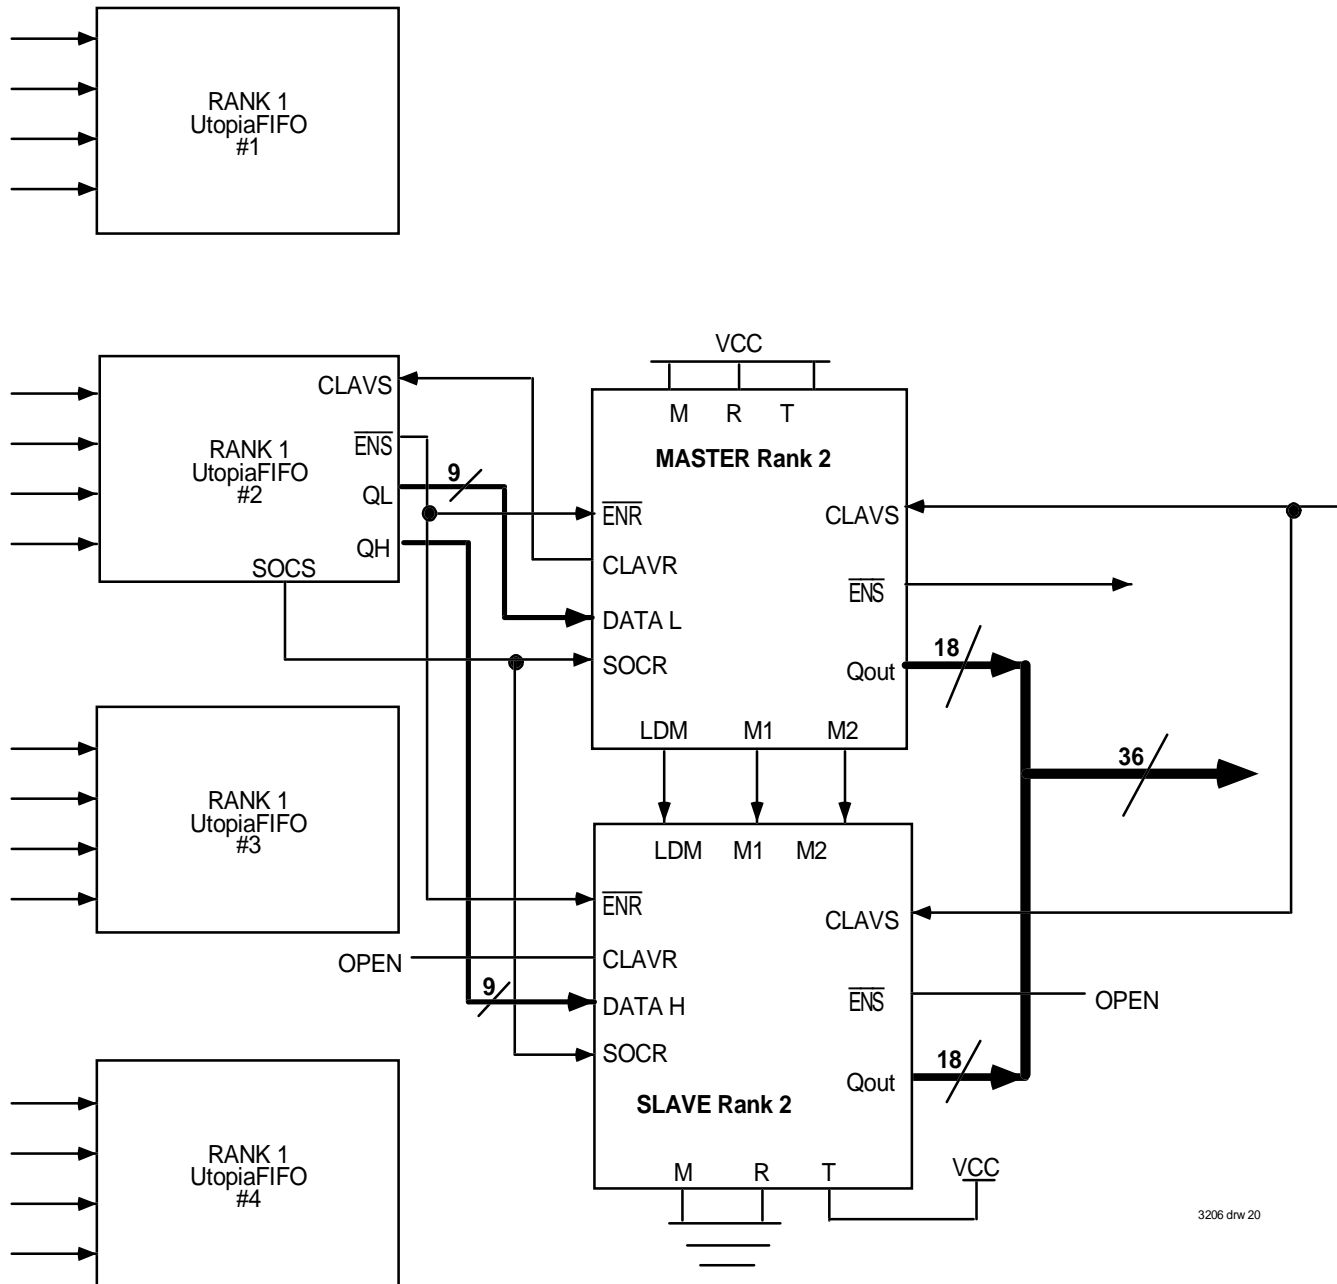 RANK 1
UtopiaFIFO
#1
VCC
M R T
MASTER Rank 2
CLAVS
ENS
QL
QH
SOCS
RANK 1
UtopiaFIFO
#2
9
ENR
CLAVR
DATA L
SOCR
CLAVS
ENS
Qout
18
LDM M1 M2
36
RANK 1
UtopiaFIFO
#3
LDM M1 M2
ENR
CLAVR
OPEN
9
DATA H
SOCR
CLAVS
ENS
OPEN
Qout
18
SLAVE Rank 2
M R T
VCC
RANK 1
UtopiaFIFO
#4
3206 drw 20